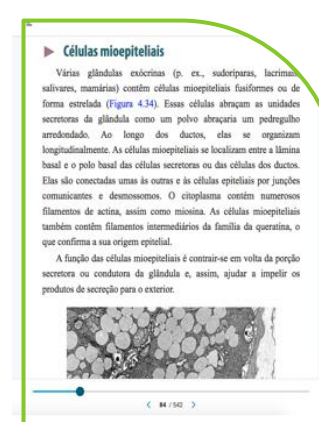 Células mioepiteliais
Várias glândulas exócrinas (p. ex., sudoríparas, lacrimais,
salivares, mamárias) contêm células mioepiteliais fusiformes ou de
forma estrelada (Figura 4.34). Essas células abraçam as unidades
secretoras da glândula como um polvo abraçaria um pedregulho
arredondado. Ao longo dos ductos, elas se organizam
longitudinalmente. As células mioepiteliais se localizam entre a lâmina
basal e o polo basal das células secretoras ou das células dos ductos.
Elas são conectadas umas às outras e às células epiteliais por junções
comunicantes e desmossomos. O citoplasma contém numerosos
filamentos de actina, assim como miosina. As células mioepiteliais
também contêm filamentos intermediários da família da queratina, o
que confirma a sua origem epitelial.
A função das células mioepiteliais é contrair-se em volta da porção
secretora ou condutora da glândula e, assim, ajudar a impelir os
produtos de secreção para o exterior.
84 / 542